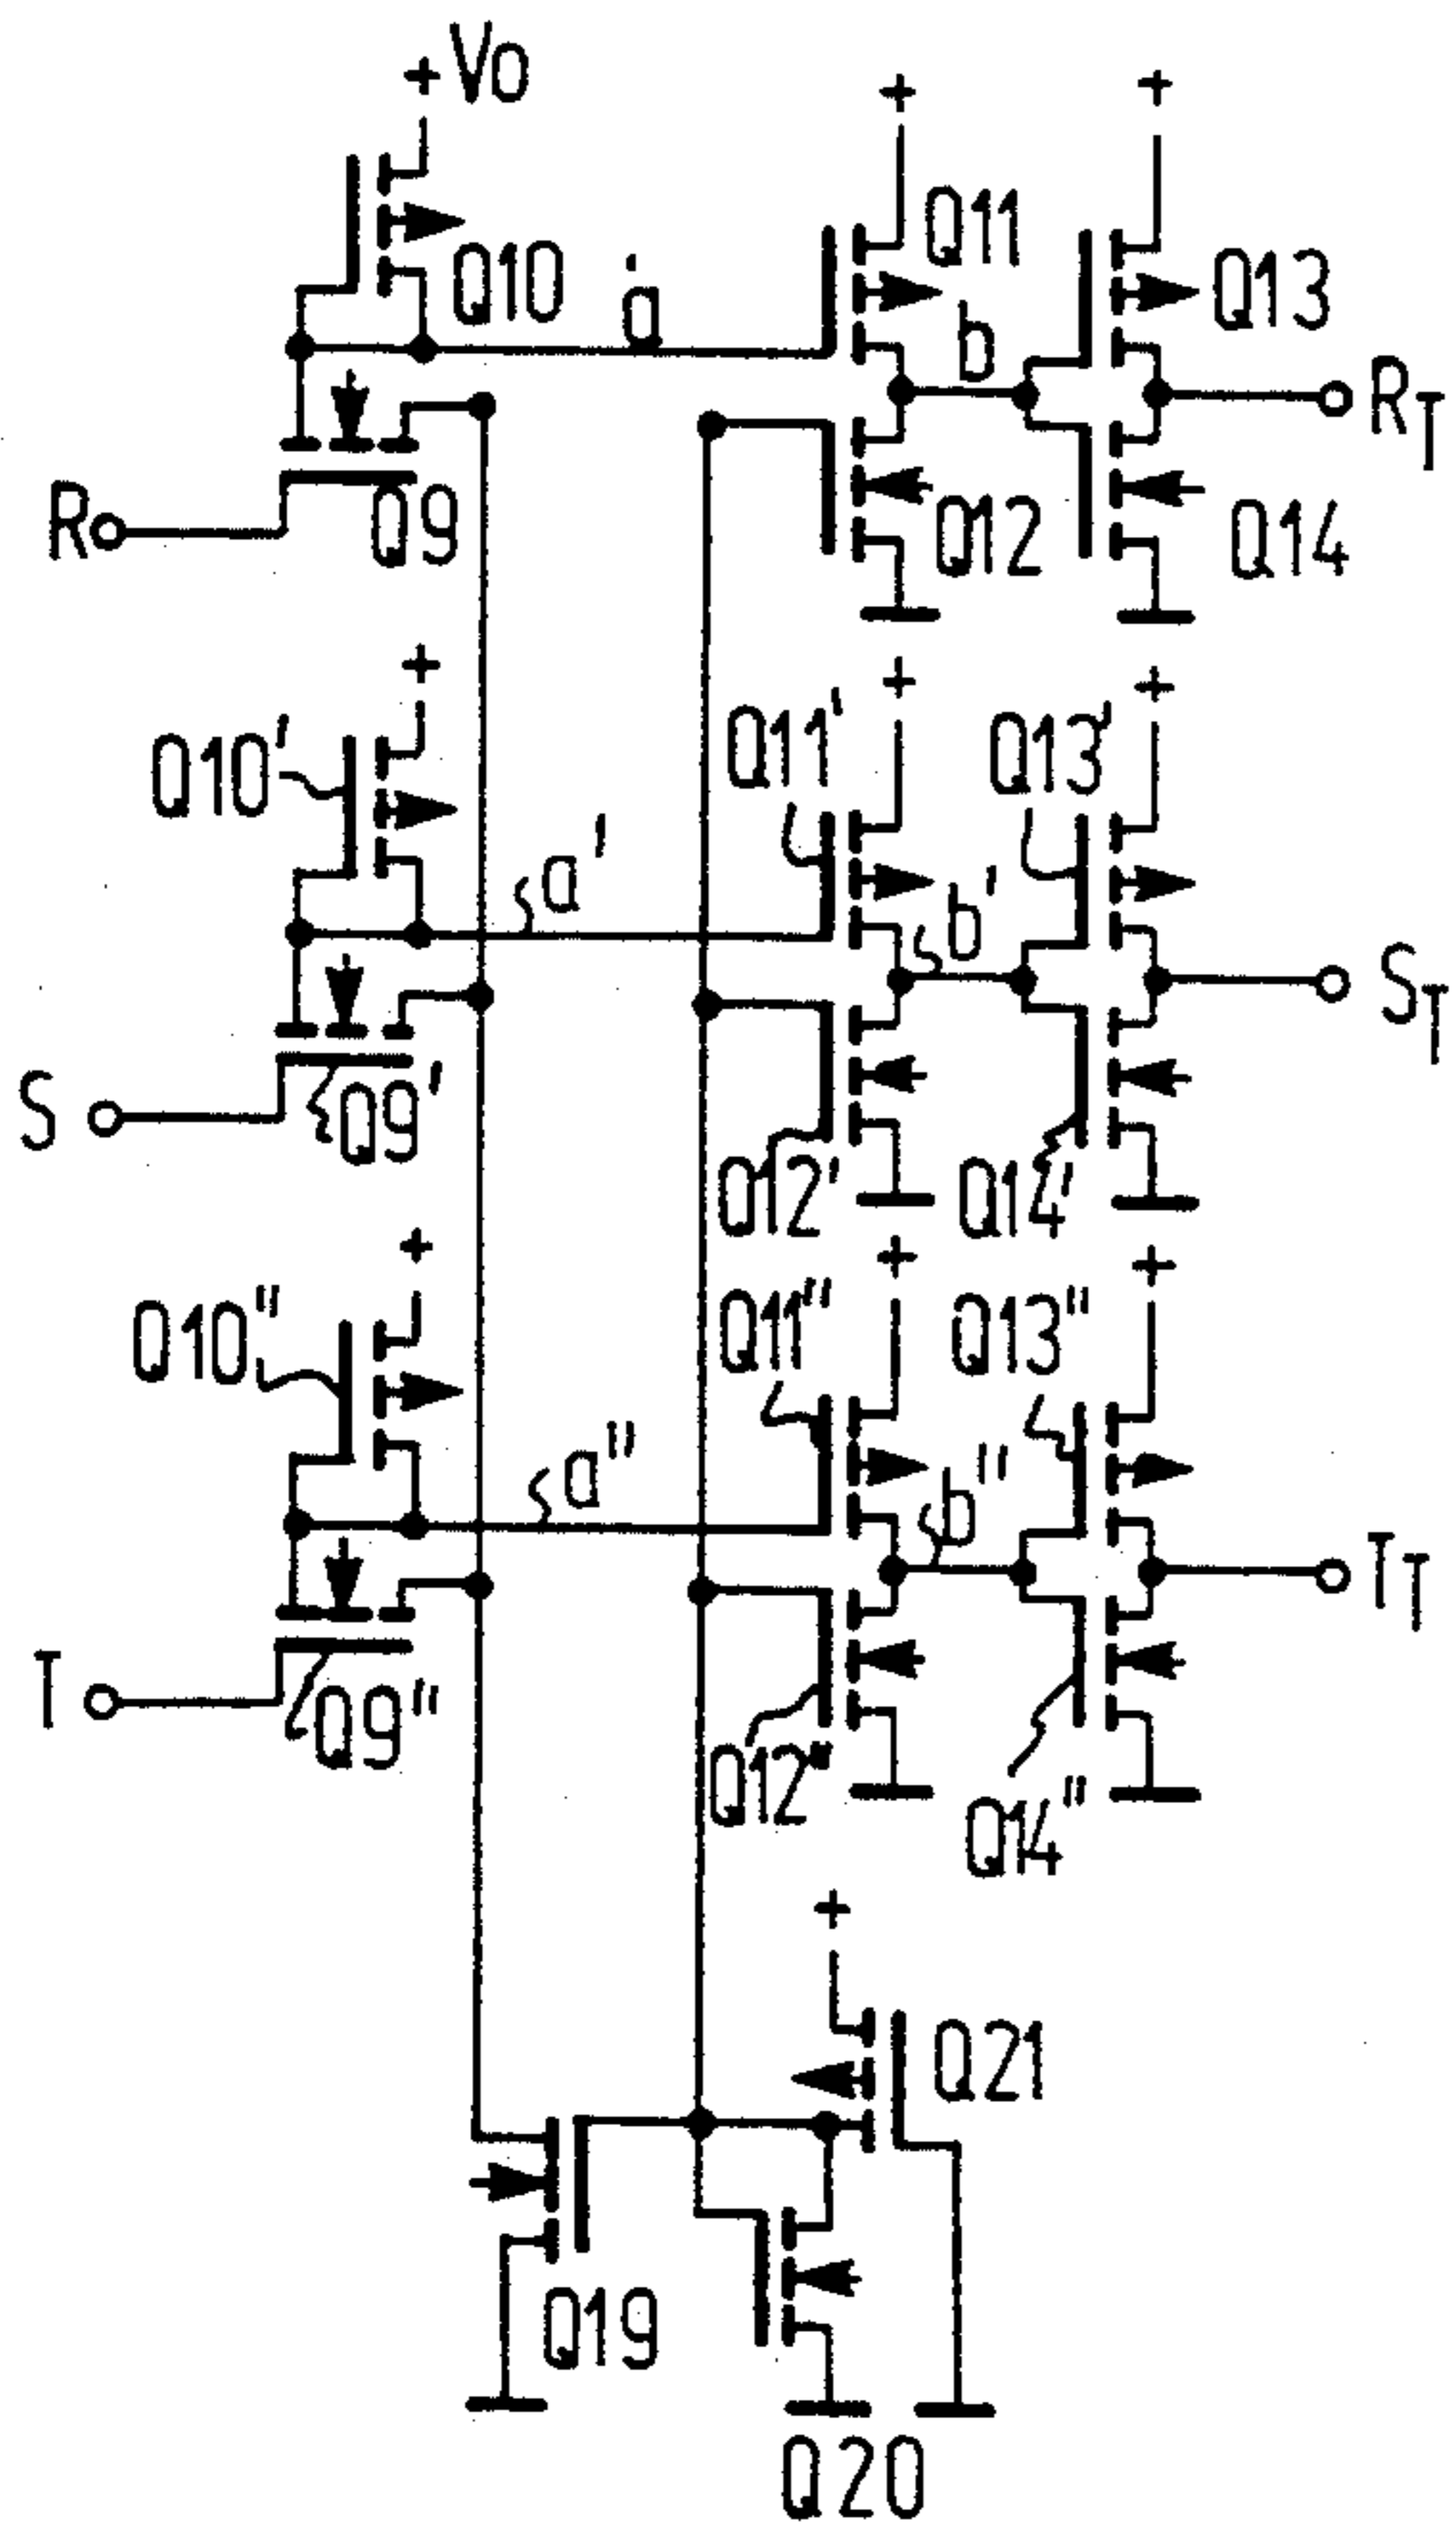 + Vo
+
+
Q11
Q10
a
Q13
b
RT
R
Q9
Q12
Q14
+
+
+
Q10'
Q11'
Q13'
a'
b'
ST
S
Q9'
Q12'
Q14'
+
+
+
Q10"
Q11"
Q13"
a"
b"
TT
T
Q9"
Q12"
Q14"
+
Q21
Q19
Q20